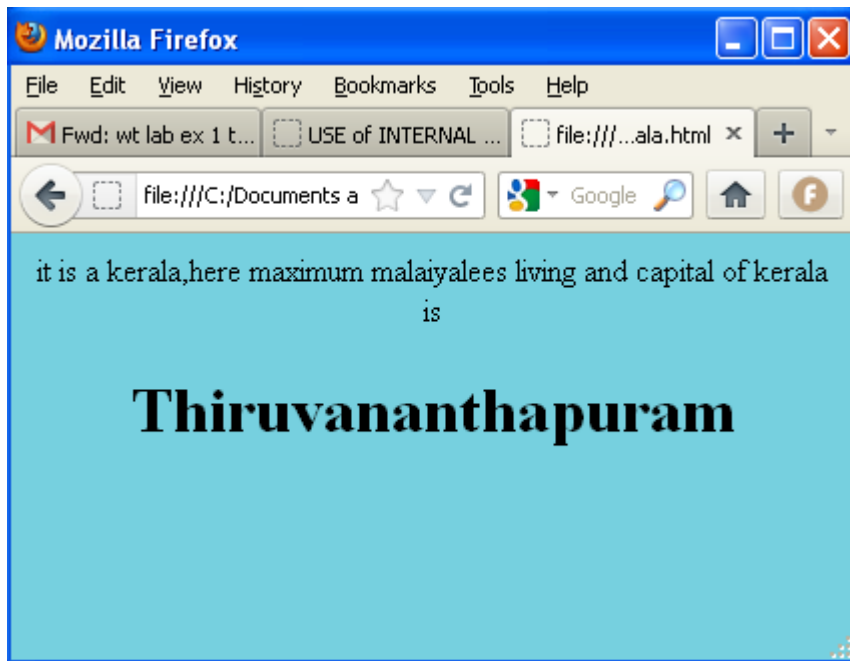 Mozilla Firefox
File Edit View History Bookmarks Tools Help
Fwd: wt lab ex 1 t... USE of INTERNAL ... file:///...ala.html
file:///C:/Documents a Google
it is a kerala,here maximum malaiyalees living and capital of kerala
is
Thiruvananthapuram